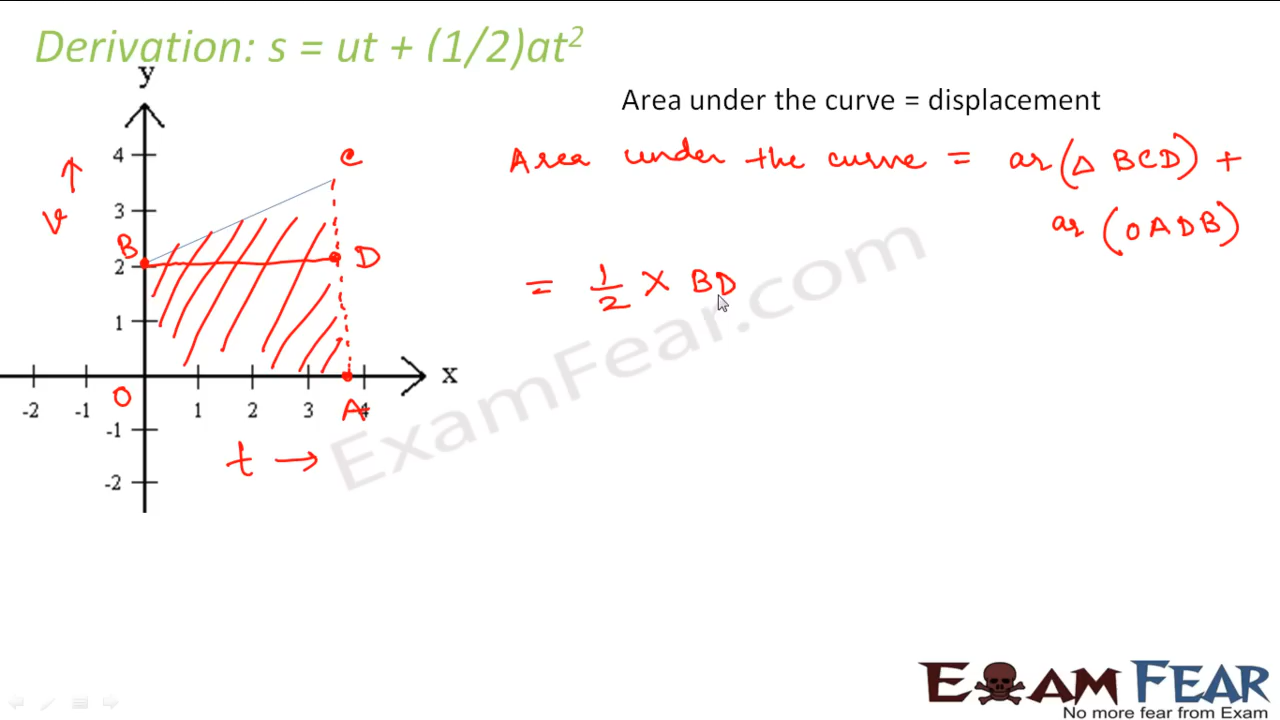 Derivation: s = ut + (1/2)at²
Area under the curve = displacement
Area under the curve = ar(△ BCD) +
ar (OADB)
= 1/2 × BD
y
4
3
2
1
-1
-2
-2 -1 1 2 3 4
x
v ↑
B
C
D
O
A
t →
ExamFear.com
EXAM FEAR
No more fear from Exam